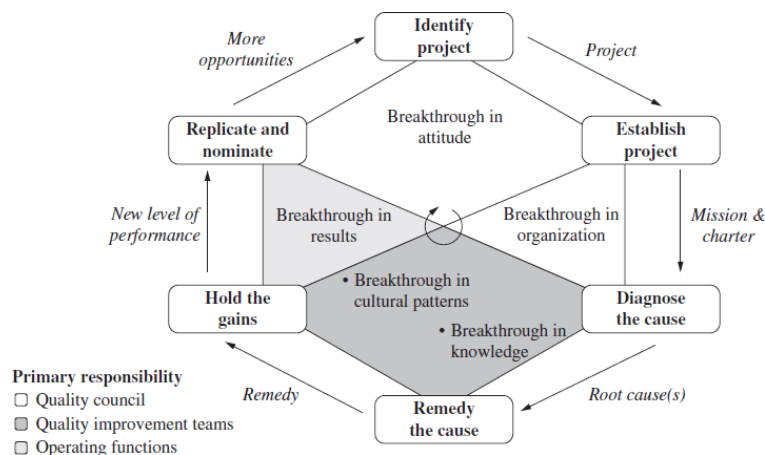 Identify
project
More
opportunities
Project
Replicate and
nominate
Breakthrough in
attitude
Establish
project
New level of
performance
Breakthrough in
results
Breakthrough in
organization
Mission &
charter
• Breakthrough in
cultural patterns
Hold the
gains
Diagnose
the cause
• Breakthrough in
knowledge
Primary responsibility
Quality council
Quality improvement teams
Operating functions
Remedy
Remedy
the cause
Root cause(s)